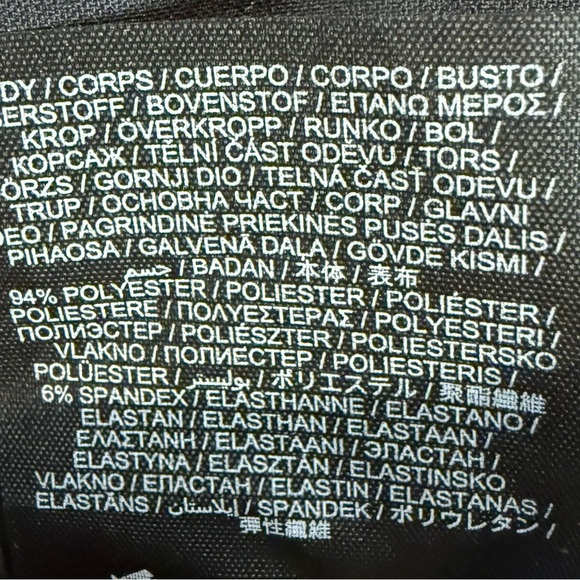 DY / CORPS / CUERPO / CORPO / BUSTO /
ERSTOFF / BOVENSTOF / ΕΠΑΝΩ ΜΕΡΟΣ /
KROP / ÖVERKROPP / RUNKO / BOL /
КОРСАЖ / TĚLNÍ ČÁST ODĚVU / TORS /
ÖRZS / GORNJI DIO / TELNÁ ČASŤ ODEVU /
TRUP / ОСНОВНА ЧАСТ / CORP / GLAVNI
DEO / PAGRINDINĖ PRIEKINĖS PUSĖS DALIS /
PIHAOSA / GALVENĀ DAĻA / GÖVDE KISMI /
جسم / BADAN / 本体 / 表布
94% POLYESTER / POLIESTER / POLIÉSTER /
POLIESTERE / ΠΟΛΥΕΣΤΕΡΑΣ / POLYESTERI /
ПОЛИЭСТЕР / POLIÉSZTER / POLIESTERSKO
VLAKNO / ПОЛИЕСТЕР / POLIESTERIS /
POLÜESTER / بوليستر / ポリエステル / 聚酯纖維
6% SPANDEX / ELASTHANNE / ELASTANO /
ELASTAN / ELASTHAN / ELASTAAN /
ΕΛΑΣΤΑΝΗ / ELASTAANI / ЭЛАСТАН /
ELASTYNA / ELASZTÁN / ELASTINSKO
VLAKNO / ЕЛАСТАН / ELASTIN / ELASTANAS /
ELASTĀNS / إيلاستان / SPANDEK / ポリウレタン /
彈性纖維